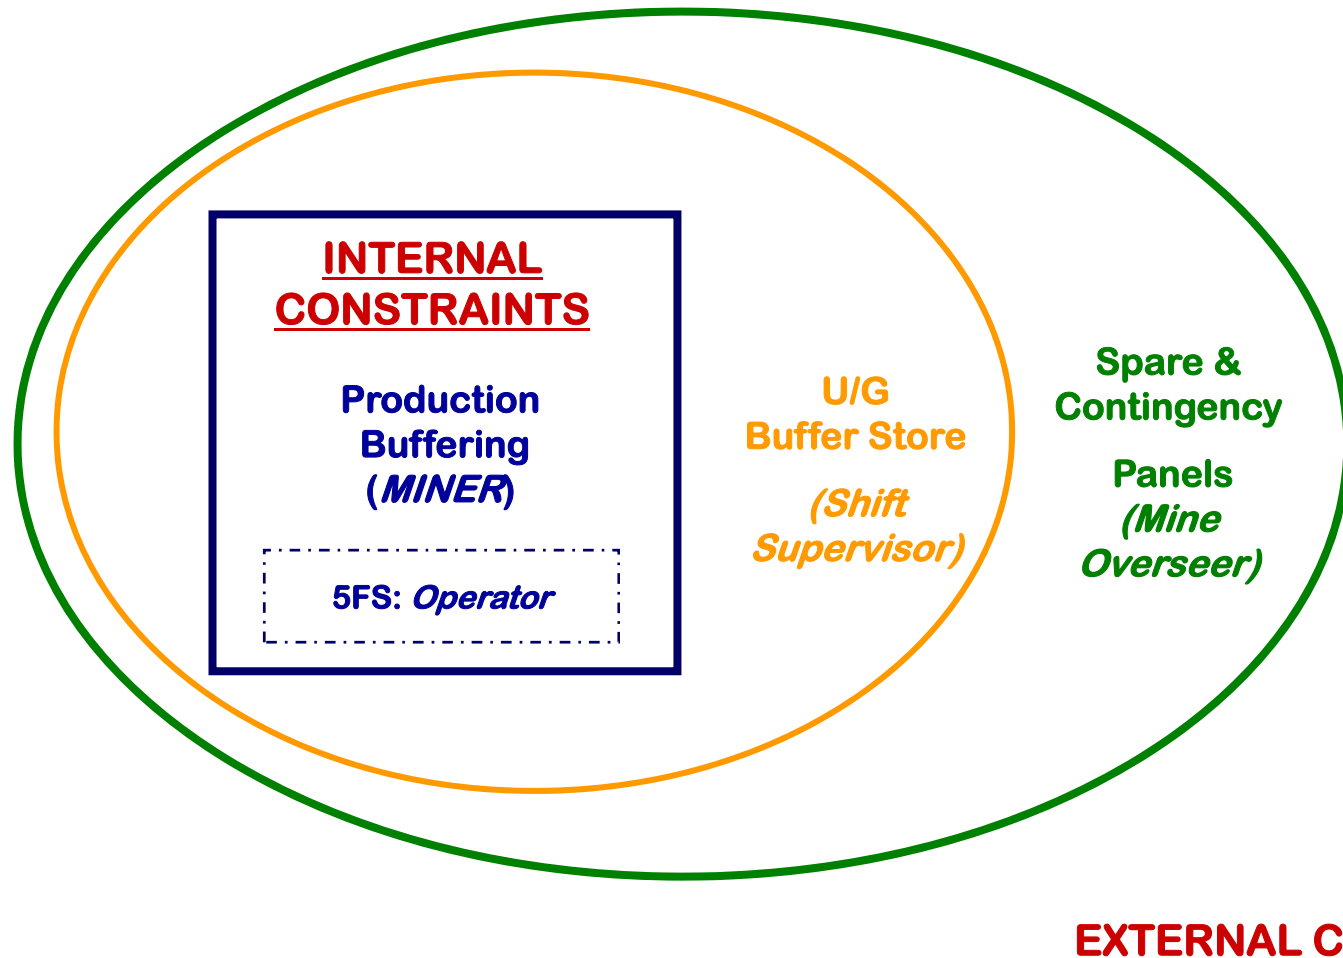 INTERNAL
CONSTRAINTS
Production
Buffering
(MINER)
5FS: Operator
U/G
Buffer Store
(Shift
Supervisor)
Spare &
Contingency
Panels
(Mine
Overseer)
EXTERNAL C